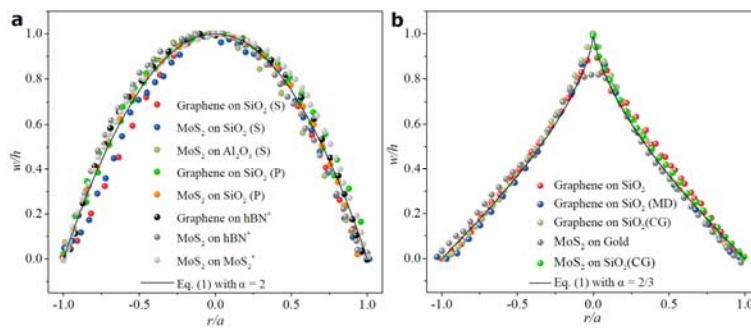 a
1.0
0.8
0.6
0.4
0.2
0.0
w/h
Graphene on SiO₂ (S)
MoS₂ on SiO₂ (S)
MoS₂ on Al₂O₃ (S)
Graphene on SiO₂ (P)
MoS₂ on SiO₂ (P)
Graphene on hBN⁺
MoS₂ on hBN⁺
MoS₂ on MoS₂⁺
Eq. (1) with α = 2
-1.0 -0.5 0.0 0.5 1.0
r/a
b
1.0
0.8
0.6
0.4
0.2
0.0
w/h
Graphene on SiO₂
Graphene on SiO₂ (MD)
Graphene on SiO₂(CG)
MoS₂ on Gold
MoS₂ on SiO₂(CG)
Eq. (1) with α = 2/3
-1.0 -0.5 0.0 0.5 1.0
r/a